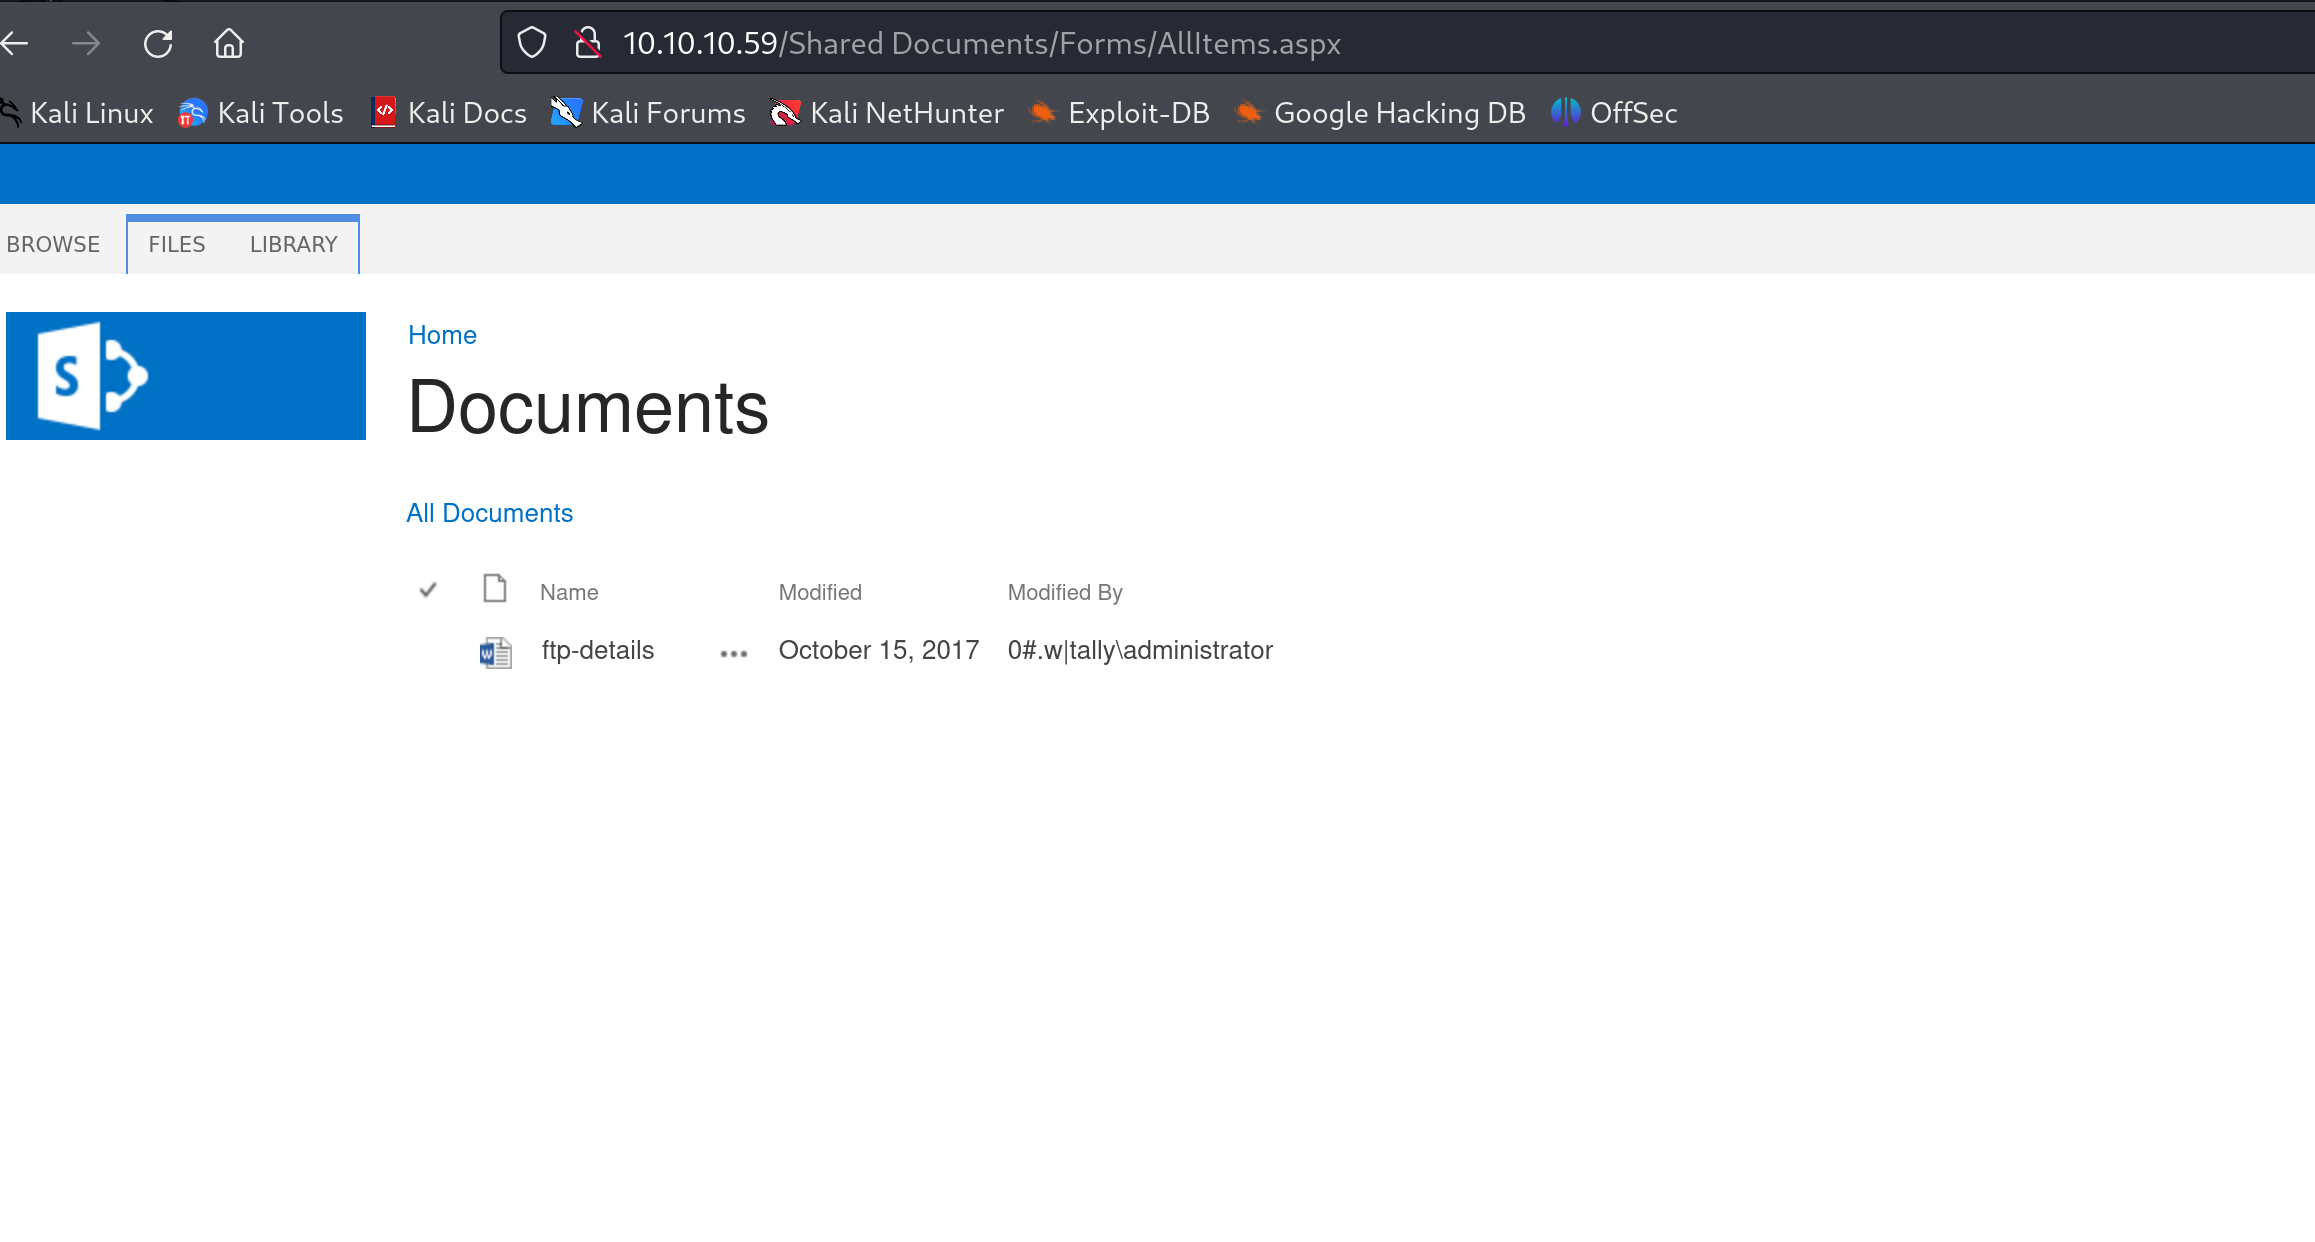 10.10.10.59/Shared Documents/Forms/AllItems.aspx
Kali Linux Kali Tools Kali Docs Kali Forums Kali NetHunter Exploit-DB Google Hacking DB OffSec
BROWSE FILES LIBRARY
S
Home
Documents
All Documents
Name Modified Modified By
ftp-details ... October 15, 2017 0#.w|tally\administrator